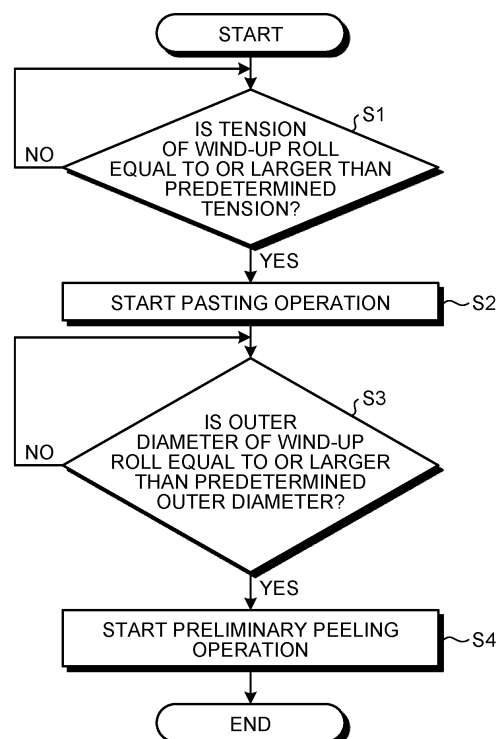 START
S1
IS TENSION
OF WIND-UP ROLL
EQUAL TO OR LARGER THAN
PREDETERMINED
TENSION?
NO
YES
START PASTING OPERATION
S2
S3
IS OUTER
DIAMETER OF WIND-UP
ROLL EQUAL TO OR LARGER
THAN PREDETERMINED
OUTER DIAMETER?
NO
YES
START PRELIMINARY PEELING
OPERATION
S4
END